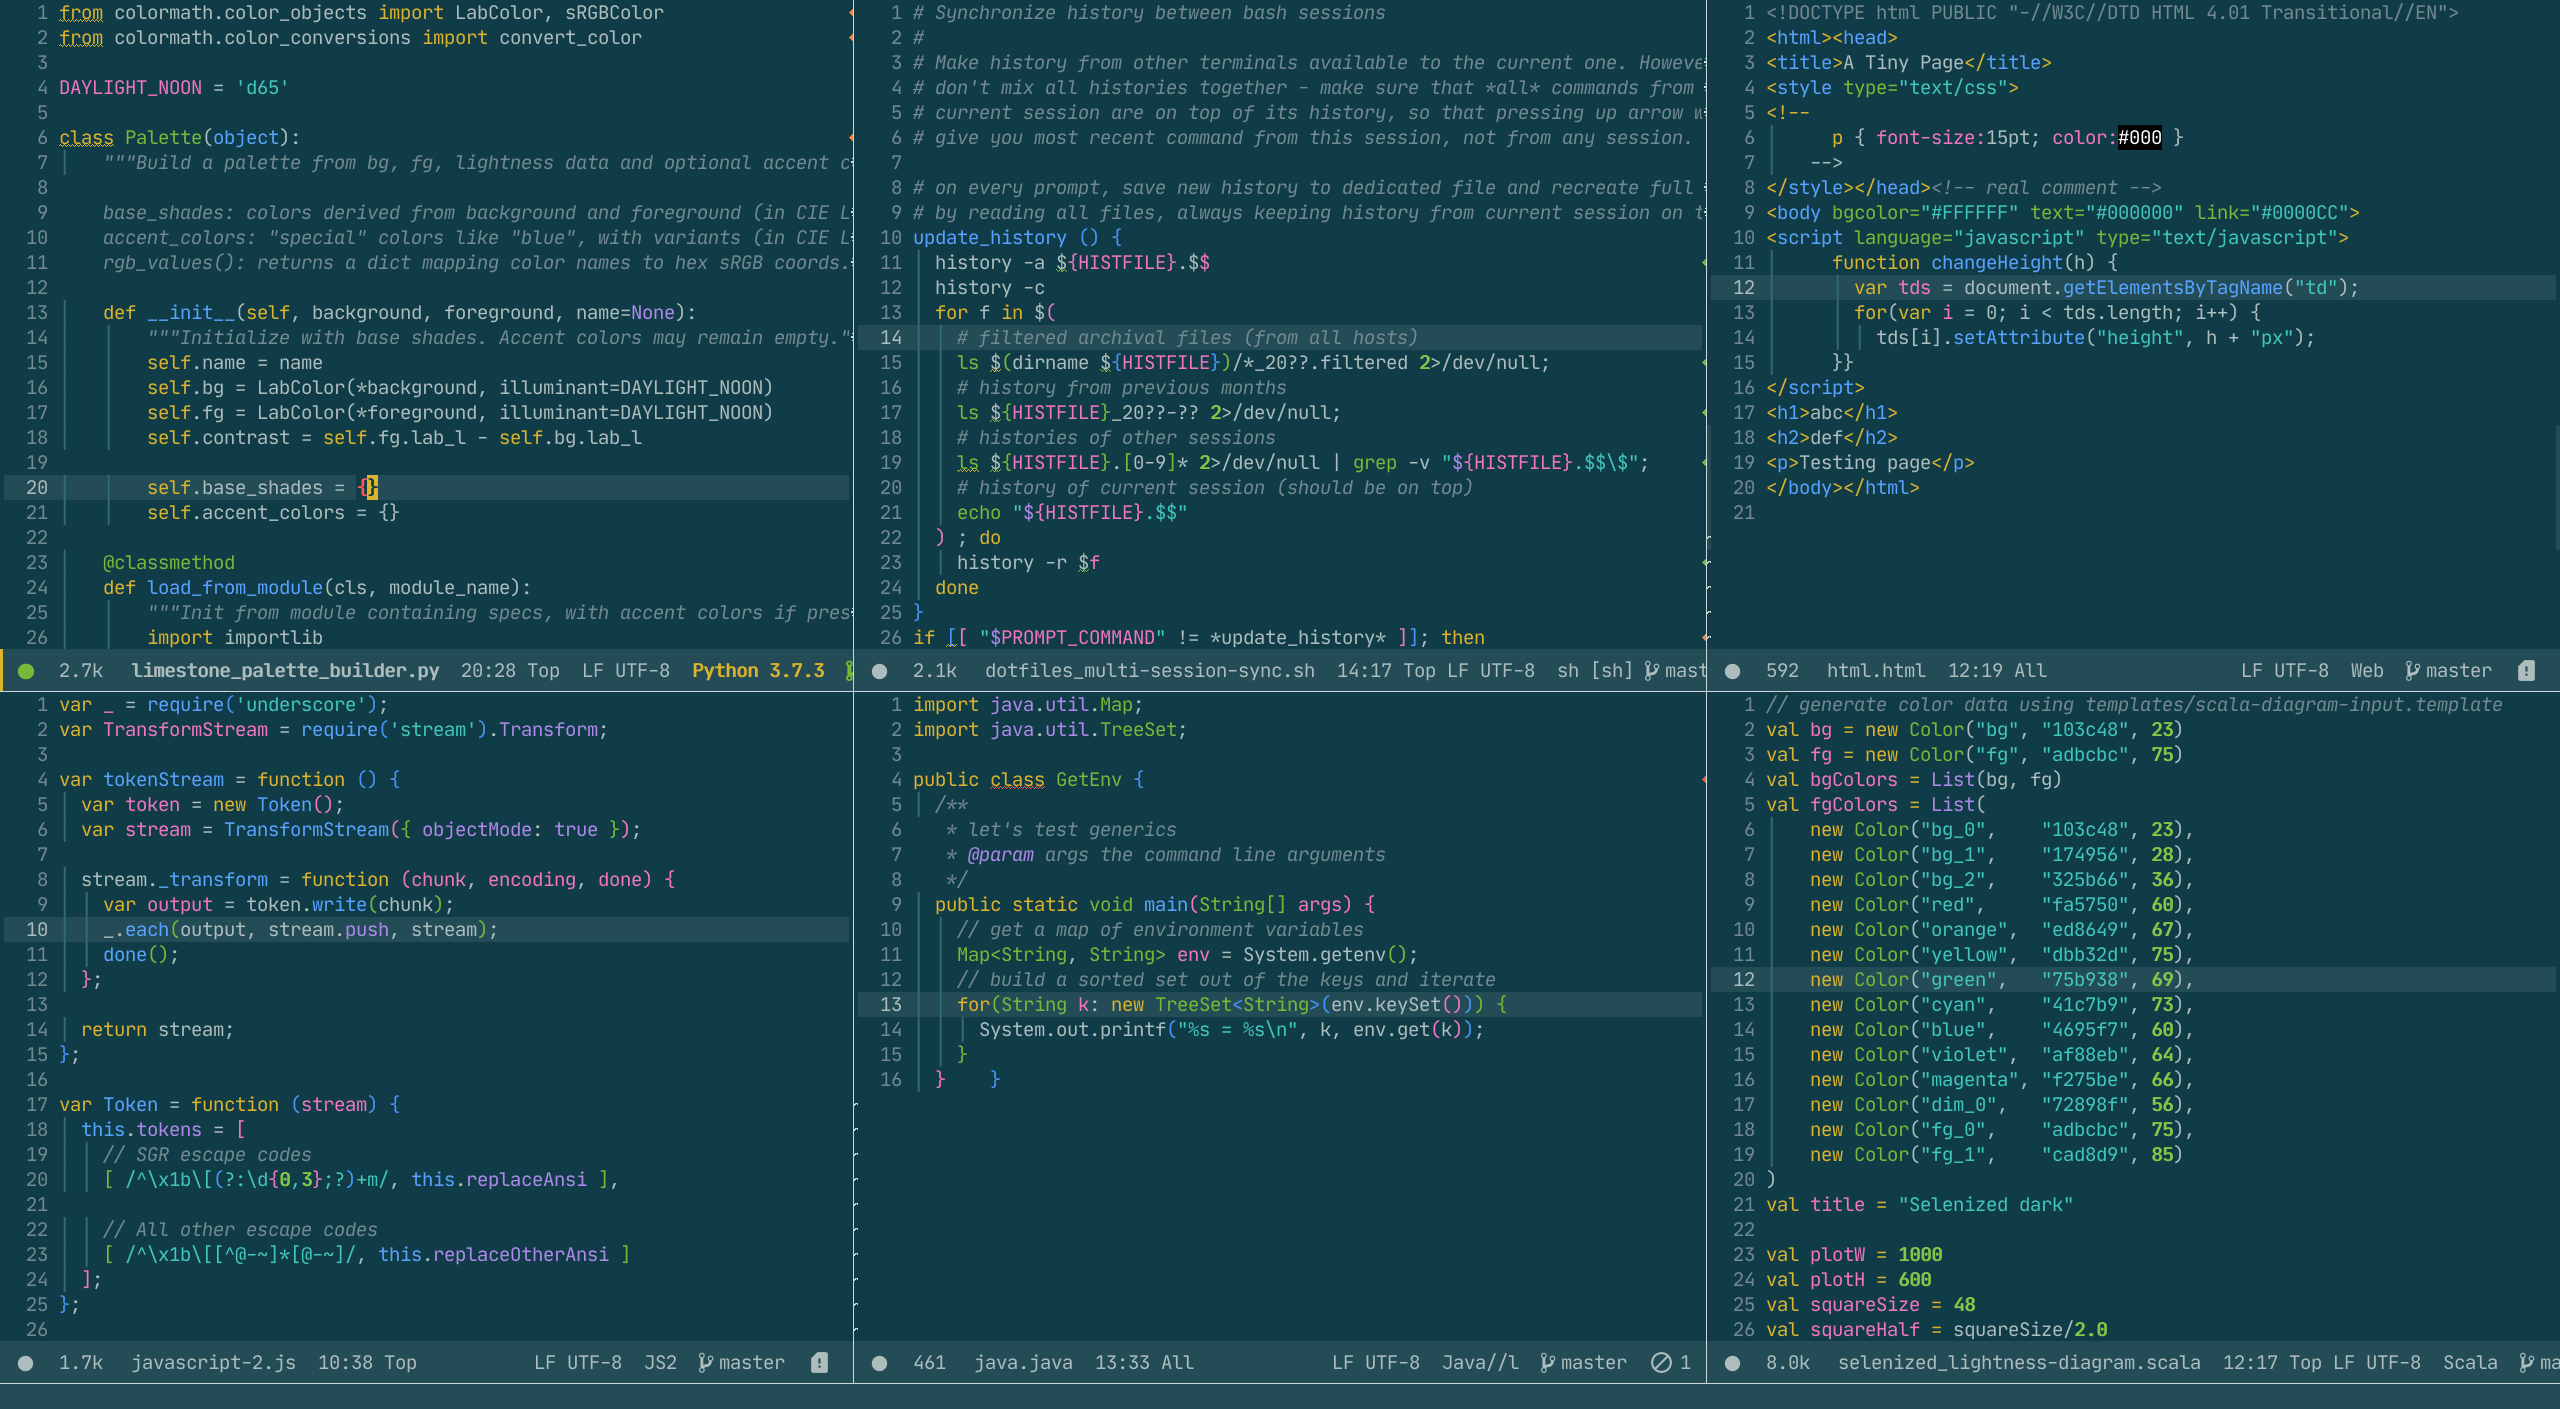 1 from colormath.color_objects import LabColor, sRGBColor
2 from colormath.color_conversions import convert_color
3
4 DAYLIGHT_NOON = 'd65'
5
6 class Palette(object):
7 """Build a palette from bg, fg, lightness data and optional accent c
8
9 base_shades: colors derived from background and foreground (in CIE L
10 accent_colors: "special" colors like "blue", with variants (in CIE L
11 rgb_values(): returns a dict mapping color names to hex sRGB coords.
12
13 def __init__(self, background, foreground, name=None):
14 """Initialize with base shades. Accent colors may remain empty."
15 self.name = name
16 self.bg = LabColor(*background, illuminant=DAYLIGHT_NOON)
17 self.fg = LabColor(*foreground, illuminant=DAYLIGHT_NOON)
18 self.contrast = self.fg.lab_l - self.bg.lab_l
19
20 self.base_shades = {}
21 self.accent_colors = {}
22
23 @classmethod
24 def load_from_module(cls, module_name):
25 """Init from module containing specs, with accent colors if pres
26 import importlib
2.7k limestone_palette_builder.py 20:28 Top LF UTF-8 Python 3.7.3
1 # Synchronize history between bash sessions
2 #
3 # Make history from other terminals available to the current one. Howeve
4 # don't mix all histories together - make sure that *all* commands from
5 # current session are on top of its history, so that pressing up arrow w
6 # give you most recent command from this session, not from any session.
7
8 # on every prompt, save new history to dedicated file and recreate full
9 # by reading all files, always keeping history from current session on t
10 update_history () {
11 history -a ${HISTFILE}.$$
12 history -c
13 for f in $(
14 # filtered archival files (from all hosts)
15 ls $(dirname ${HISTFILE})/*_20??.filtered 2>/dev/null;
16 # history from previous months
17 ls ${HISTFILE}_20??-?? 2>/dev/null;
18 # histories of other sessions
19 ls ${HISTFILE}.[0-9]* 2>/dev/null | grep -v "${HISTFILE}.$$\$";
20 # history of current session (should be on top)
21 echo "${HISTFILE}.$$"
22 ) ; do
23 history -r $f
24 done
25 }
26 if [[ "$PROMPT_COMMAND" != *update_history* ]]; then
2.1k dotfiles_multi-session-sync.sh 14:17 Top LF UTF-8 sh [sh] mast
1 <!DOCTYPE html PUBLIC "-//W3C//DTD HTML 4.01 Transitional//EN">
2 <html><head>
3 <title>A Tiny Page</title>
4 <style type="text/css">
5 <!--
6 p { font-size:15pt; color:#000 }
7 -->
8 </style></head><!-- real comment -->
9 <body bgcolor="#FFFFFF" text="#000000" link="#0000CC">
10 <script language="javascript" type="text/javascript">
11 function changeHeight(h) {
12 var tds = document.getElementsByTagName("td");
13 for(var i = 0; i < tds.length; i++) {
14 tds[i].setAttribute("height", h + "px");
15 }}
16 </script>
17 <h1>abc</h1>
18 <h2>def</h2>
19 <p>Testing page</p>
20 </body></html>
21
592 html.html 12:19 All LF UTF-8 Web master
1 var _ = require('underscore');
2 var TransformStream = require('stream').Transform;
3
4 var tokenStream = function () {
5 var token = new Token();
6 var stream = TransformStream({ objectMode: true });
7
8 stream._transform = function (chunk, encoding, done) {
9 var output = token.write(chunk);
10 _.each(output, stream.push, stream);
11 done();
12 };
13
14 return stream;
15 };
16
17 var Token = function (stream) {
18 this.tokens = [
19 // SGR escape codes
20 [ /^\x1b\[(?:\d{0,3};?)+m/, this.replaceAnsi ],
21
22 // All other escape codes
23 [ /^\x1b\[[^@-~]*[@-~]/, this.replaceOtherAnsi ]
24 ];
25 };
26
1.7k javascript-2.js 10:38 Top LF UTF-8 JS2 master
1 import java.util.Map;
2 import java.util.TreeSet;
3
4 public class GetEnv {
5 /**
6 * let's test generics
7 * @param args the command line arguments
8 */
9 public static void main(String[] args) {
10 // get a map of environment variables
11 Map<String, String> env = System.getenv();
12 // build a sorted set out of the keys and iterate
13 for(String k: new TreeSet<String>(env.keySet())) {
14 System.out.printf("%s = %s\n", k, env.get(k));
15 }
16 } }
461 java.java 13:33 All LF UTF-8 Java//l master 1
1 // generate color data using templates/scala-diagram-input.template
2 val bg = new Color("bg", "103c48", 23)
3 val fg = new Color("fg", "adbcbc", 75)
4 val bgColors = List(bg, fg)
5 val fgColors = List(
6 new Color("bg_0", "103c48", 23),
7 new Color("bg_1", "174956", 28),
8 new Color("bg_2", "325b66", 36),
9 new Color("red", "fa5750", 60),
10 new Color("orange", "ed8649", 67),
11 new Color("yellow", "dbb32d", 75),
12 new Color("green", "75b938", 69),
13 new Color("cyan", "41c7b9", 73),
14 new Color("blue", "4695f7", 60),
15 new Color("violet", "af88eb", 64),
16 new Color("magenta", "f275be", 66),
17 new Color("dim_0", "72898f", 56),
18 new Color("fg_0", "adbcbc", 75),
19 new Color("fg_1", "cad8d9", 85)
20 )
21 val title = "Selenized dark"
22
23 val plotW = 1000
24 val plotH = 600
25 val squareSize = 48
26 val squareHalf = squareSize/2.0
8.0k selenized_lightness-diagram.scala 12:17 Top LF UTF-8 Scala ma